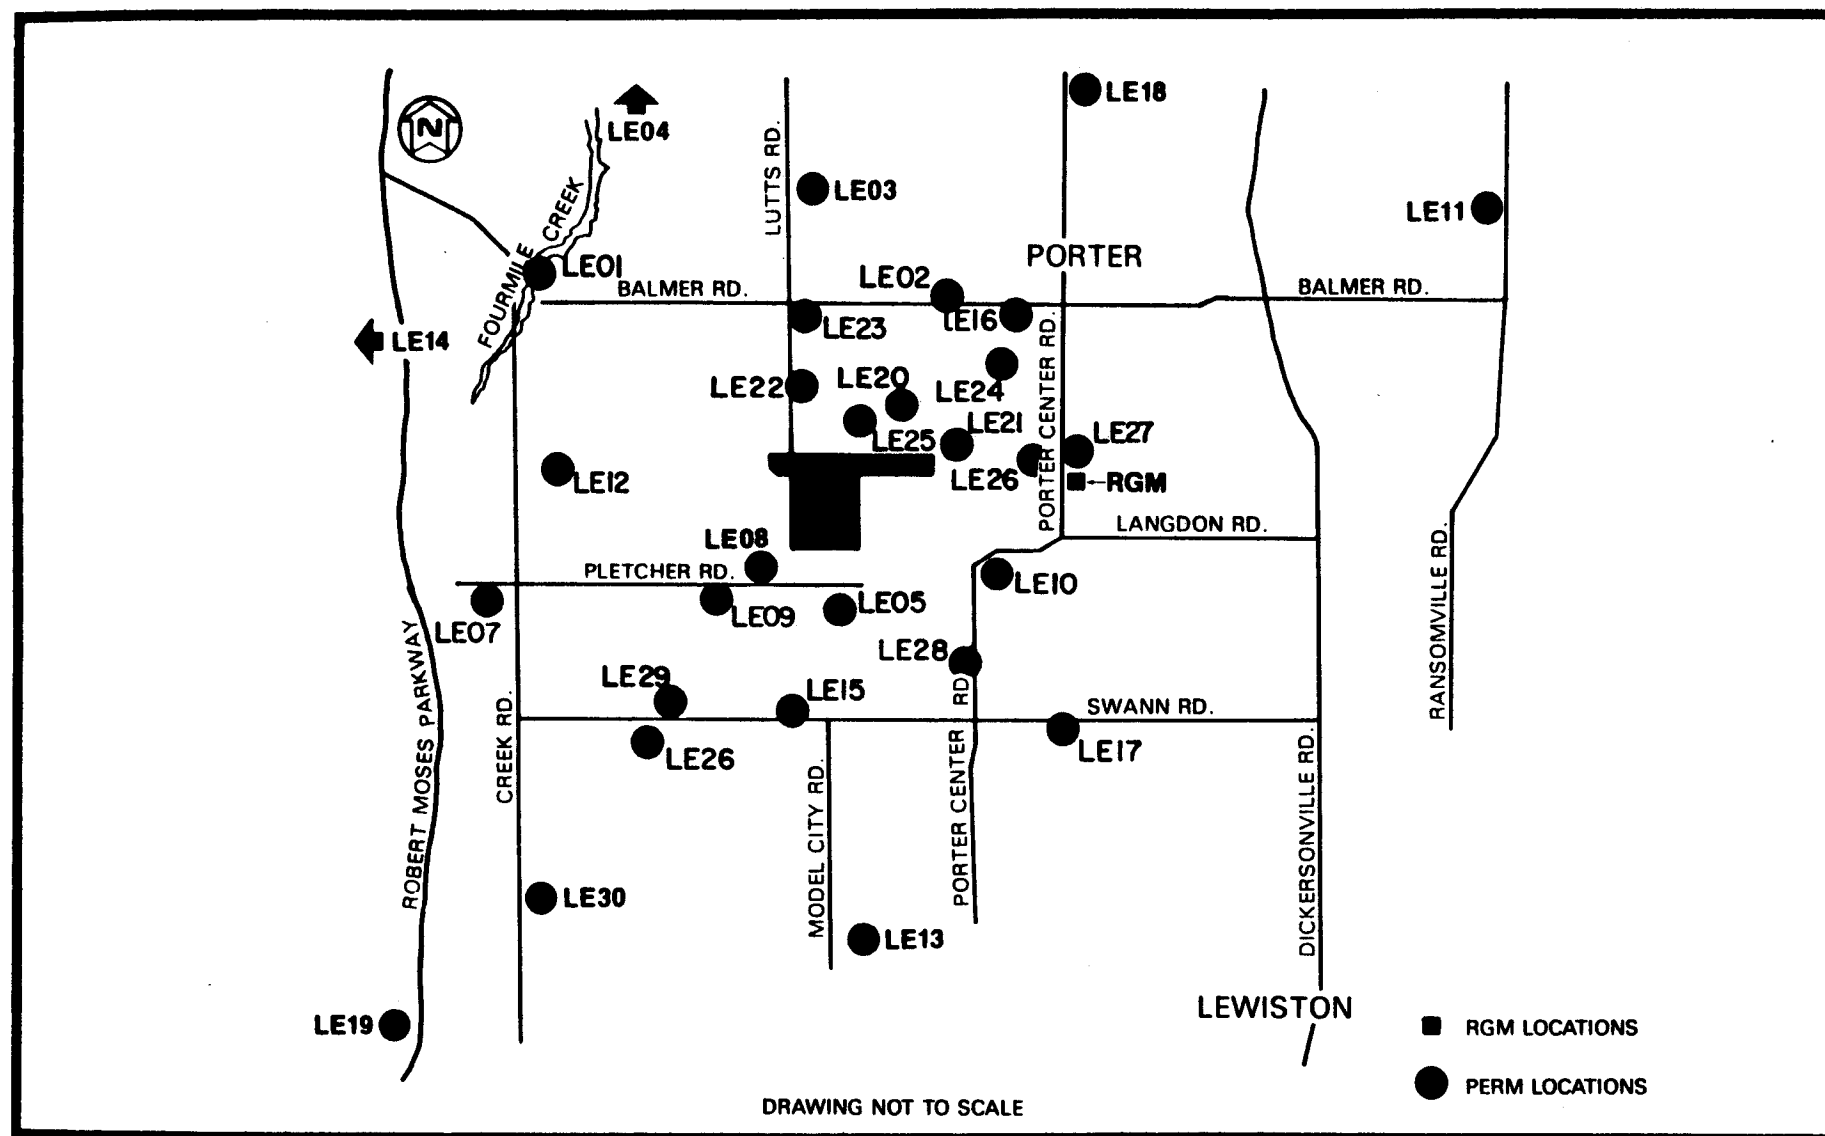 LE18
N
LE04
LUTTS RD.
LE03
LE11
FOURMILE CREEK
PORTER
LE01
LE02
BALMER RD.
BALMER RD.
LE16
LE23
LE14
PORTER CENTER RD.
LE22
LE20
LE24
LE21
LE27
LE25
LE26
RGM
LE12
LANGDON RD.
LE08
PLETCHER RD.
LE10
LE09
LE05
LE07
RANSOMVILLE RD.
ROBERT MOSES PARKWAY
LE28
LE29
LE15
CREEK RD.
PORTER CENTER RD
SWANN RD.
LE17
LE26
MODEL CITY RD.
DICKERSONVILLE RD.
LE30
LE13
LEWISTON
LE19
RGM LOCATIONS
PERM LOCATIONS
DRAWING NOT TO SCALE